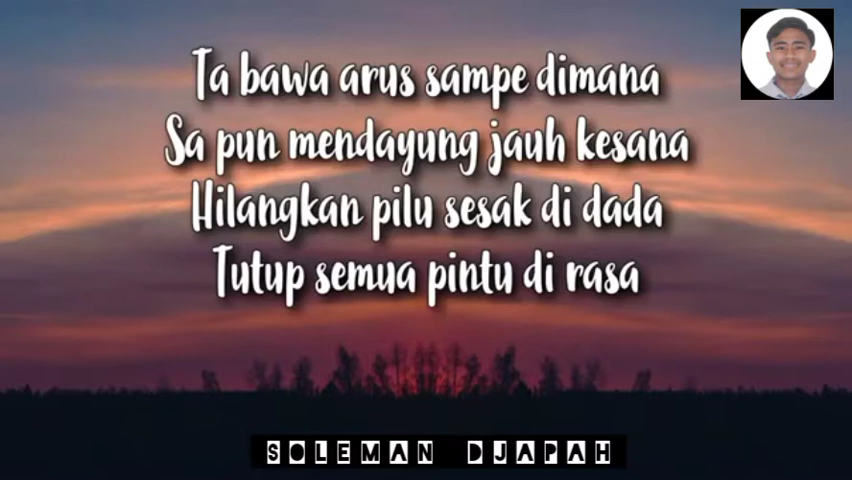 Ta bawa arus sampe dimana
Sa pun mendayung jauh kesana
Hilangkan pilu sesak di dada
Tutup semua pintu di rasa
SOLEMAN DJAPAH